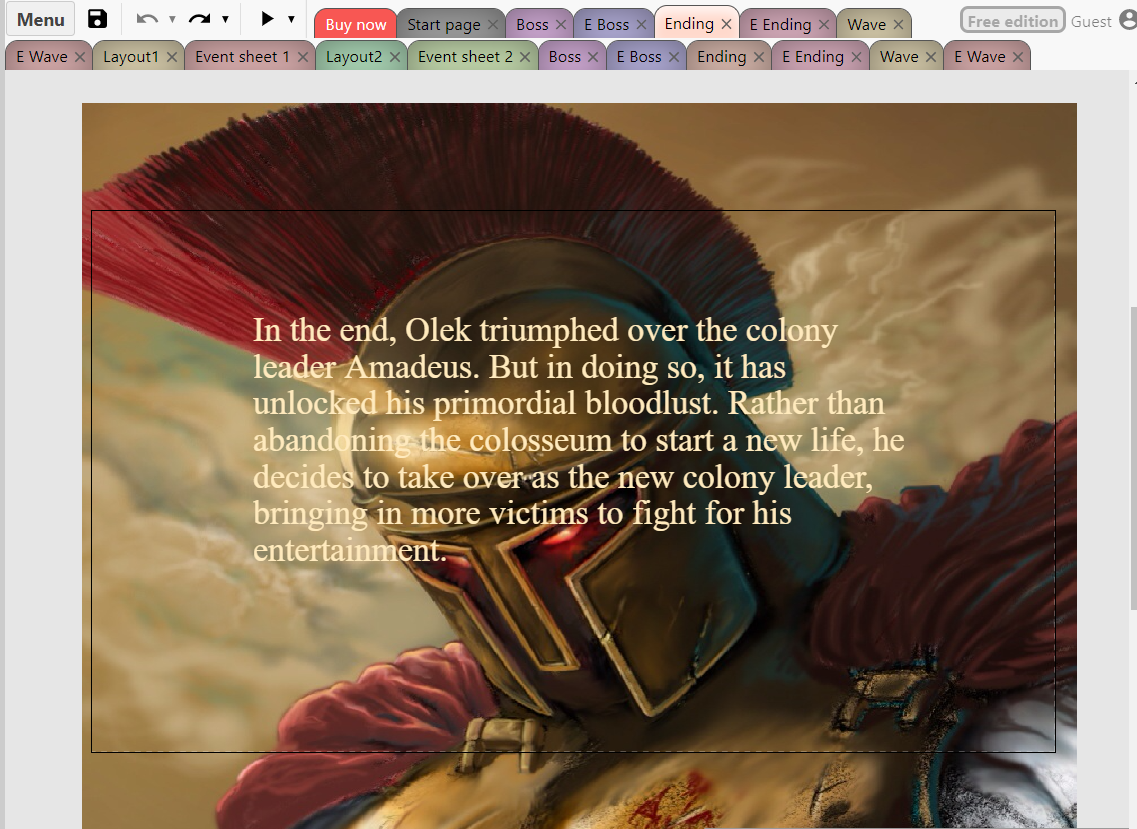 Menu Buy now Start page Boss E Boss Ending E Ending Wave Free edition Guest
E Wave Layout1 Event sheet 1 Layout2 Event sheet 2 Boss E Boss Ending E Ending Wave E Wave
In the end, Olek triumphed over the colony
leader Amadeus. But in doing so, it has
unlocked his primordial bloodlust. Rather than
abandoning the colosseum to start a new life, he
decides to take over as the new colony leader,
bringing in more victims to fight for his
entertainment.